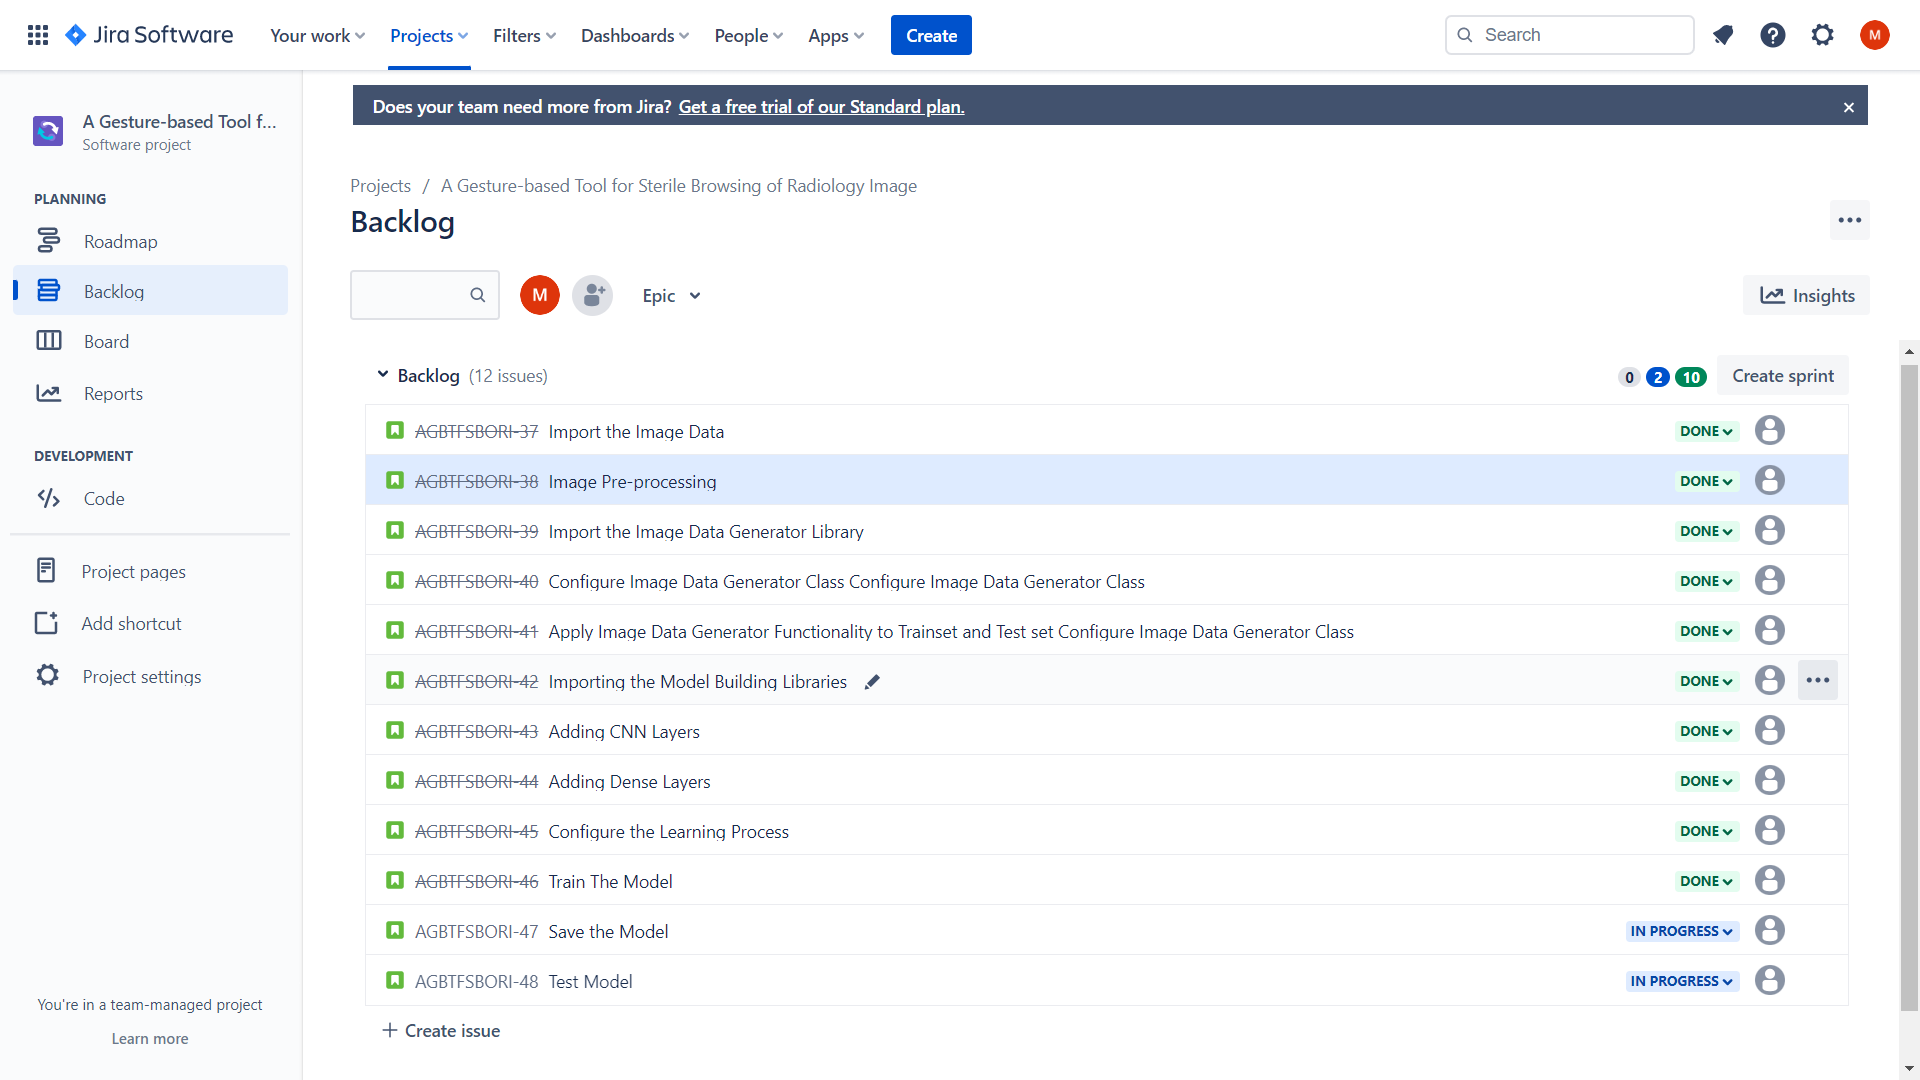 Jira Software
Your work
Projects
Filters
Dashboards
People
Apps
Create
Search
M
A Gesture-based Tool f...
Software project
PLANNING
Roadmap
Backlog
Board
Reports
DEVELOPMENT
Code
Project pages
Add shortcut
Project settings
You're in a team-managed project
Learn more
Does your team need more from Jira? Get a free trial of our Standard plan.
Projects / A Gesture-based Tool for Sterile Browsing of Radiology Image
Backlog
M
Epic
Insights
Backlog (12 issues)
0 2 10
Create sprint
AGBTFSBORI-37 Import the Image Data DONE
AGBTFSBORI-38 Image Pre-processing DONE
AGBTFSBORI-39 Import the Image Data Generator Library DONE
AGBTFSBORI-40 Configure Image Data Generator Class Configure Image Data Generator Class DONE
AGBTFSBORI-41 Apply Image Data Generator Functionality to Trainset and Test set Configure Image Data Generator Class DONE
AGBTFSBORI-42 Importing the Model Building Libraries DONE
AGBTFSBORI-43 Adding CNN Layers DONE
AGBTFSBORI-44 Adding Dense Layers DONE
AGBTFSBORI-45 Configure the Learning Process DONE
AGBTFSBORI-46 Train The Model DONE
AGBTFSBORI-47 Save the Model IN PROGRESS
AGBTFSBORI-48 Test Model IN PROGRESS
+ Create issue